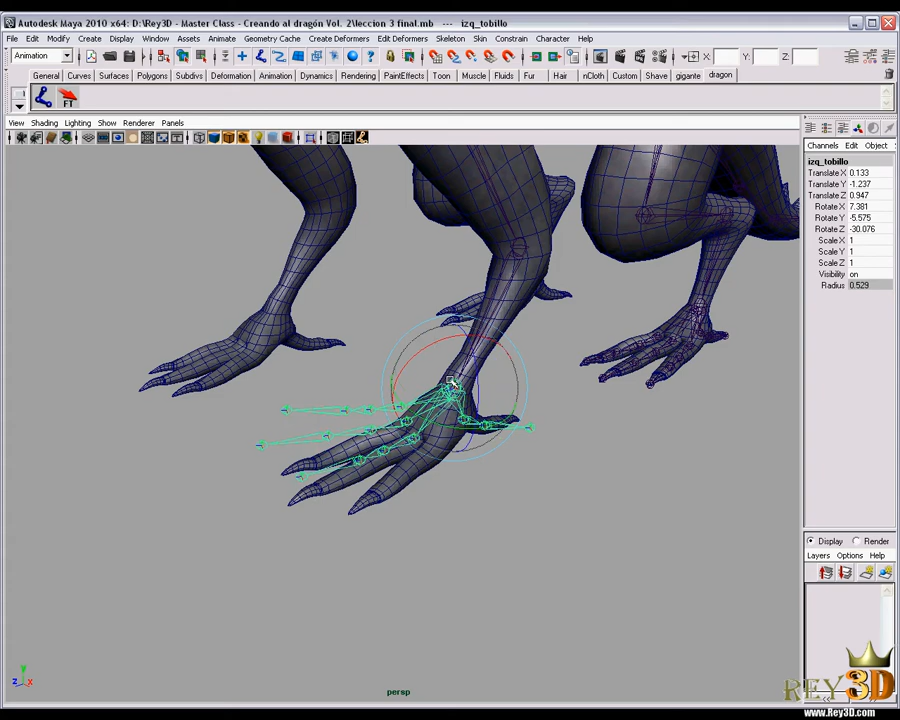 Autodesk Maya 2010 x64: D:\Rey3D - Master Class - Creando al dragón Vol. 2\leccion 3 final.mb --- izq_tobillo
File Edit Modify Create Display Window Assets Animate Geometry Cache Create Deformers Edit Deformers Skeleton Skin Constrain Character Help
Animation X: Y: Z:
General Curves Surfaces Polygons Subdivs Deformation Animation Dynamics Rendering PaintEffects Toon Muscle Fluids Fur Hair nCloth Custom Shave gigante dragon
FT
View Shading Lighting Show Renderer Panels
Channels Edit Object
izq_tobillo
Translate X 0.133
Translate Y -1.237
Translate Z 0.947
Rotate X 7.381
Rotate Y -5.575
Rotate Z -30.076
Scale X 1
Scale Y 1
Scale Z 1
Visibility on
Radius 0.529
Display Render
Layers Options Help
y
z x
persp
REY3D
www.Rey3D.com